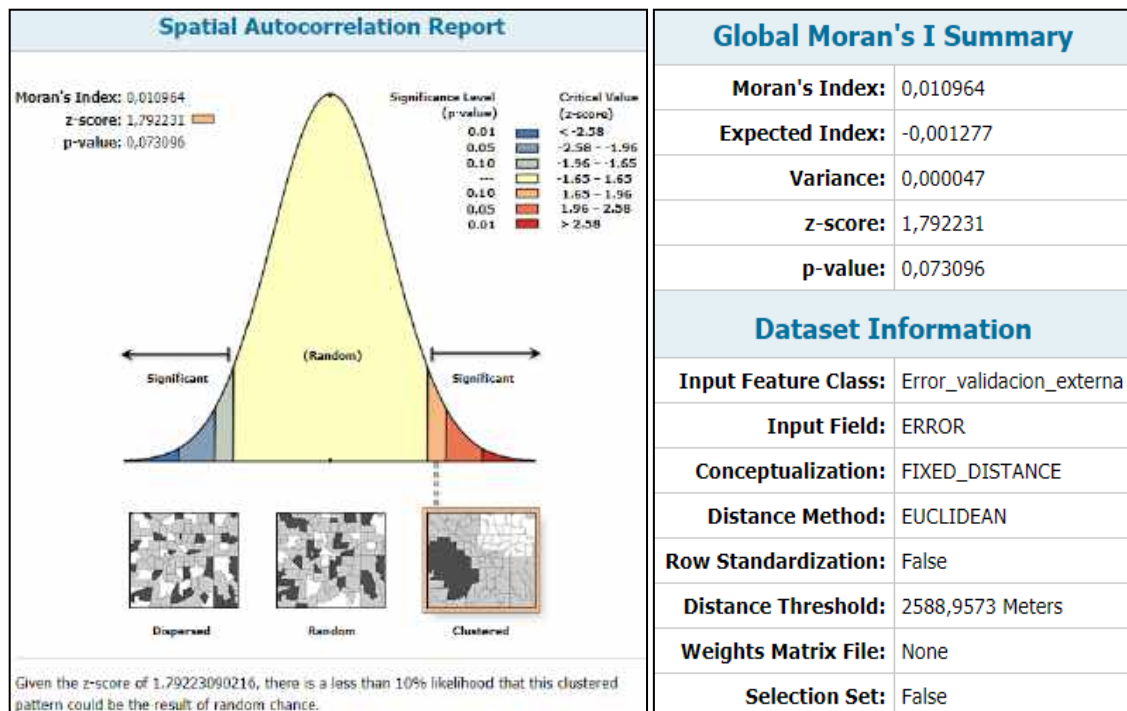 Spatial Autocorrelation Report
Moran's Index: 0,010964
z-score: 1,792231
p-value: 0,073096
Significance Level
(p-value)
Critical Value
(z-score)
0.01 < -2.58
0.05 -2.58 - -1.96
0.10 -1.96 - -1.65
--- -1.65 - 1.65
0.10 1.65 - 1.96
0.05 1.96 - 2.58
0.01 > 2.58
(Random)
Significant
Significant
Dispersed
Random
Clustered
Given the z-score of 1.79223090216, there is a less than 10% likelihood that this clustered
pattern could be the result of random chance.
Global Moran's I Summary
Moran's Index: 0,010964
Expected Index: -0,001277
Variance: 0,000047
z-score: 1,792231
p-value: 0,073096
Dataset Information
Input Feature Class: Error_validacion_externa
Input Field: ERROR
Conceptualization: FIXED_DISTANCE
Distance Method: EUCLIDEAN
Row Standardization: False
Distance Threshold: 2588,9573 Meters
Weights Matrix File: None
Selection Set: False